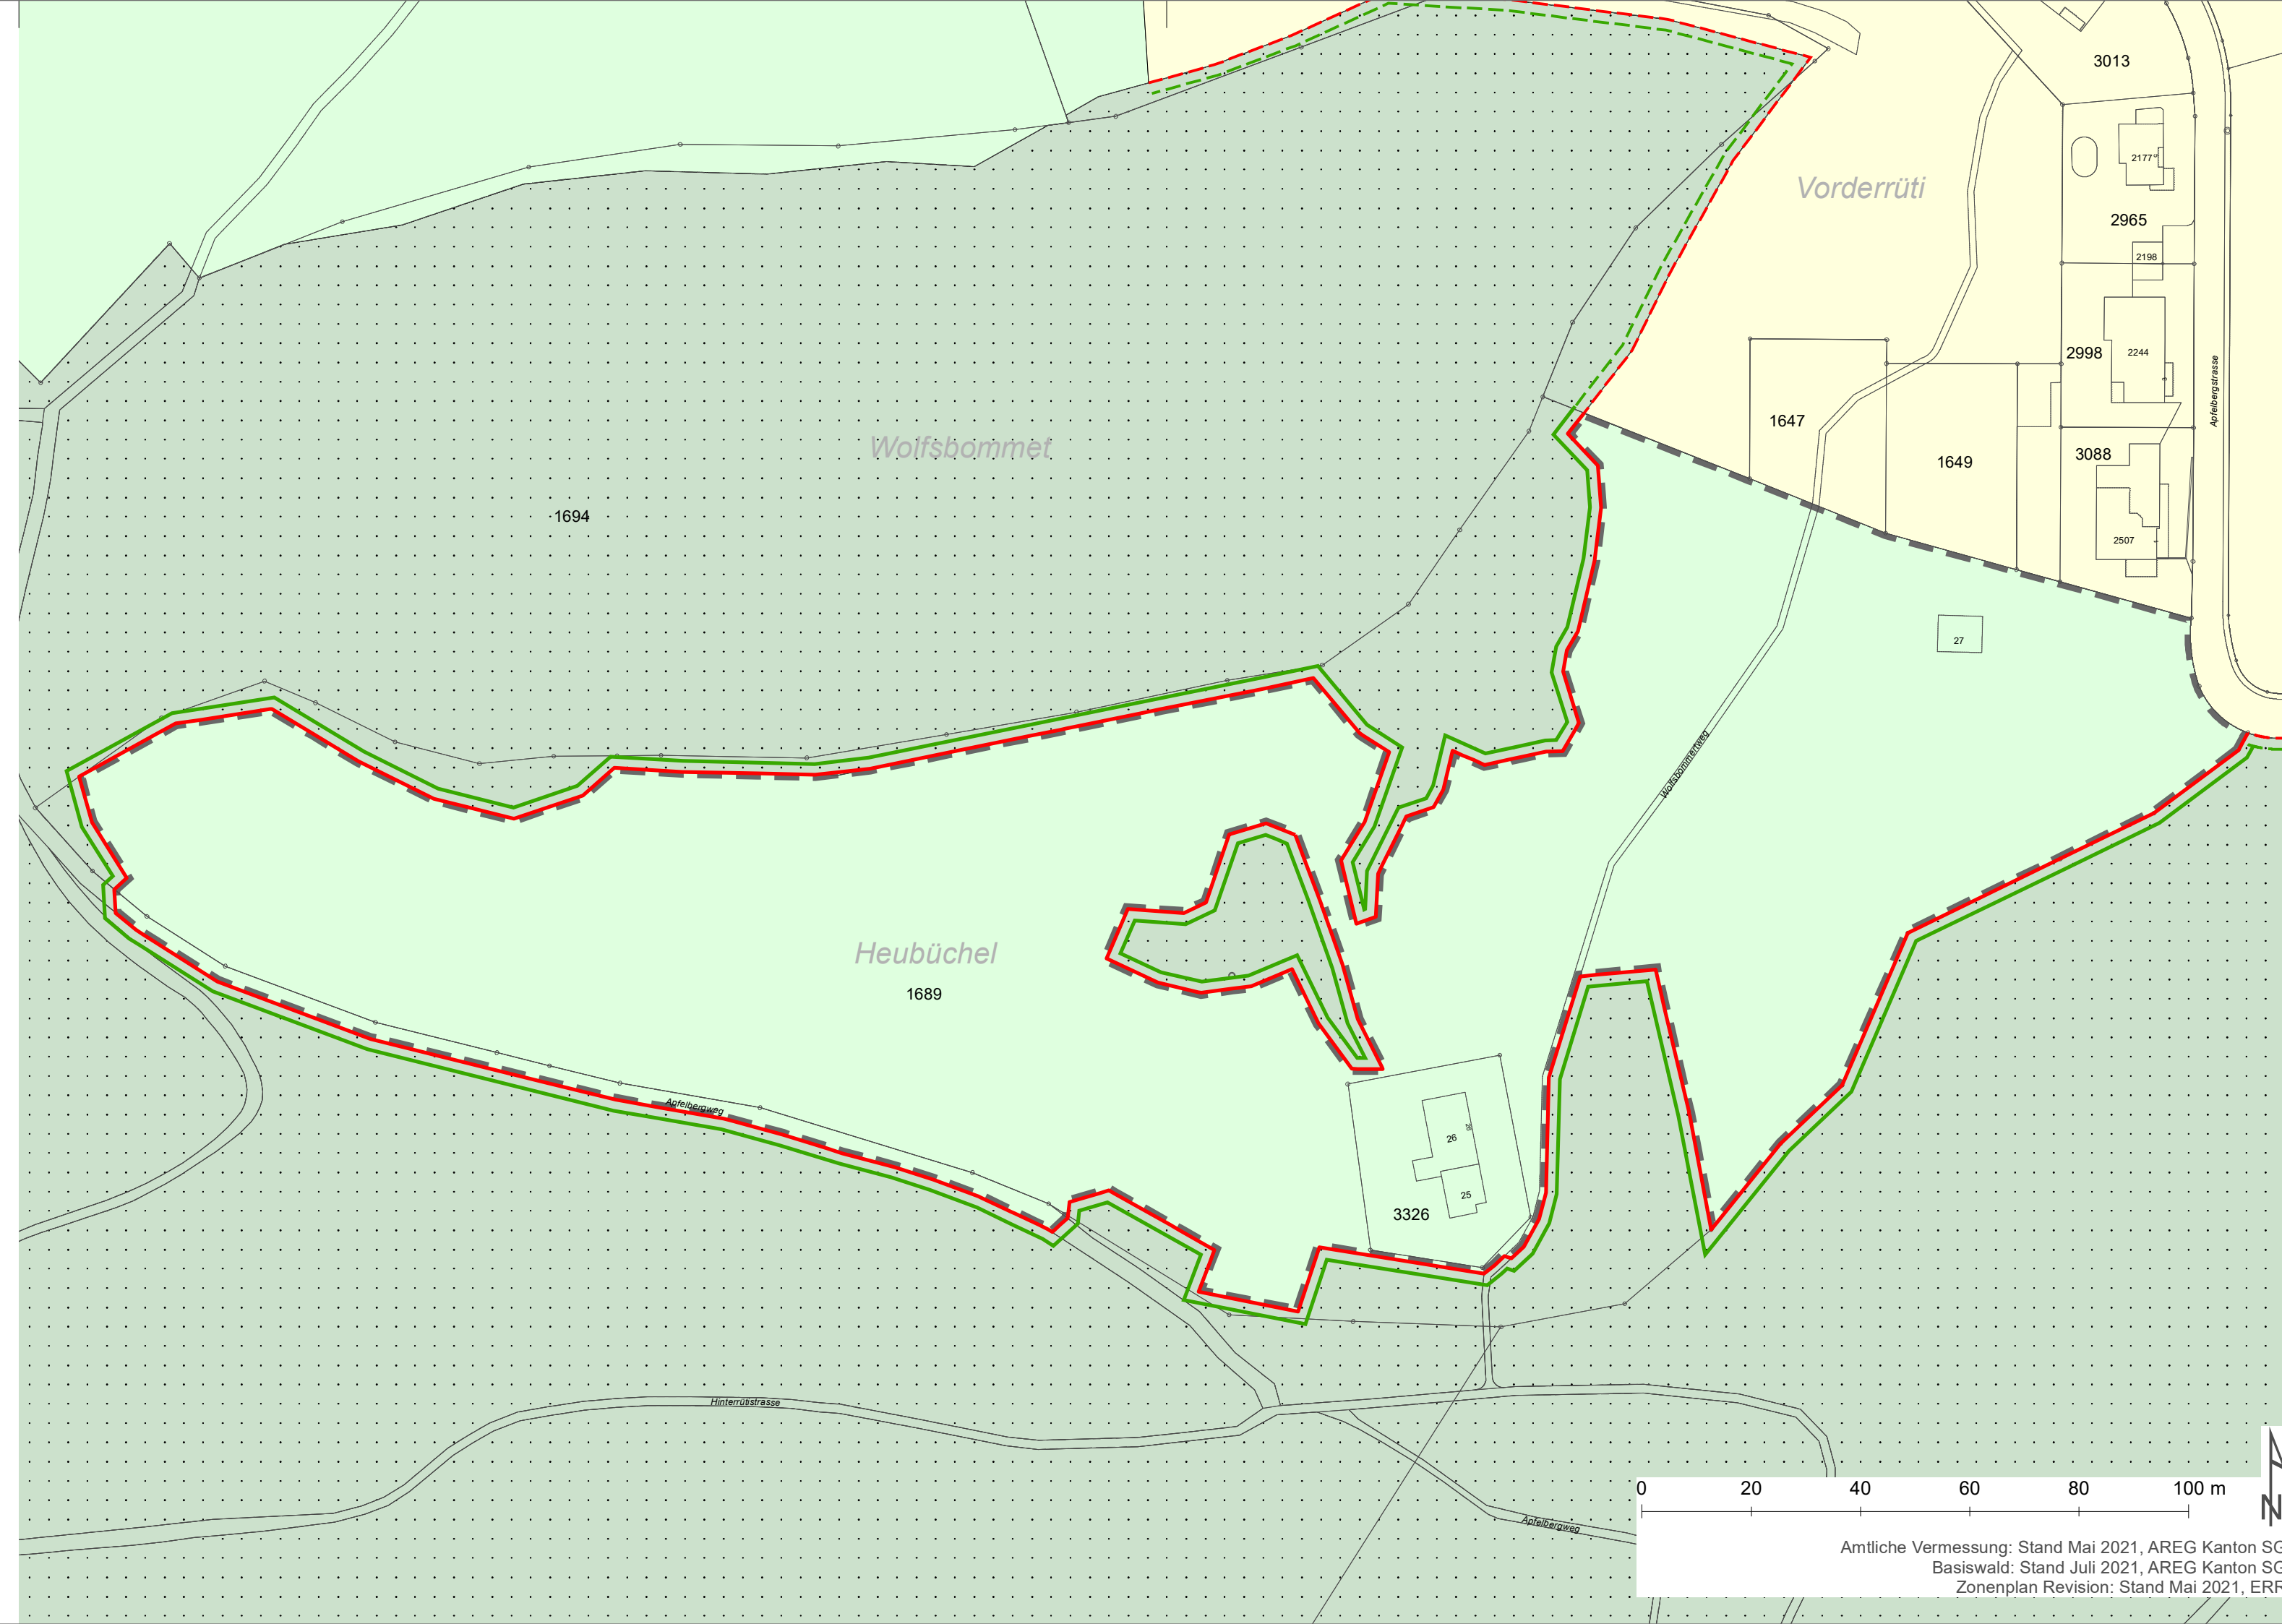 3013
2177
Vorderrüti
2965
2198
2998
2244
Apfelbergstrasse
1647
Wolfsbommet
3088
1649
1694
2507
27
Wolfsbommertweg
Heubüchel
1689
Apfelbergweg
26
26
25
3326
Hinterrütistrasse
0 20 40 60 80 100 m
N
Apfelbergweg
Amtliche Vermessung: Stand Mai 2021, AREG Kanton SG
Basiswald: Stand Juli 2021, AREG Kanton SG
Zonenplan Revision: Stand Mai 2021, ERR